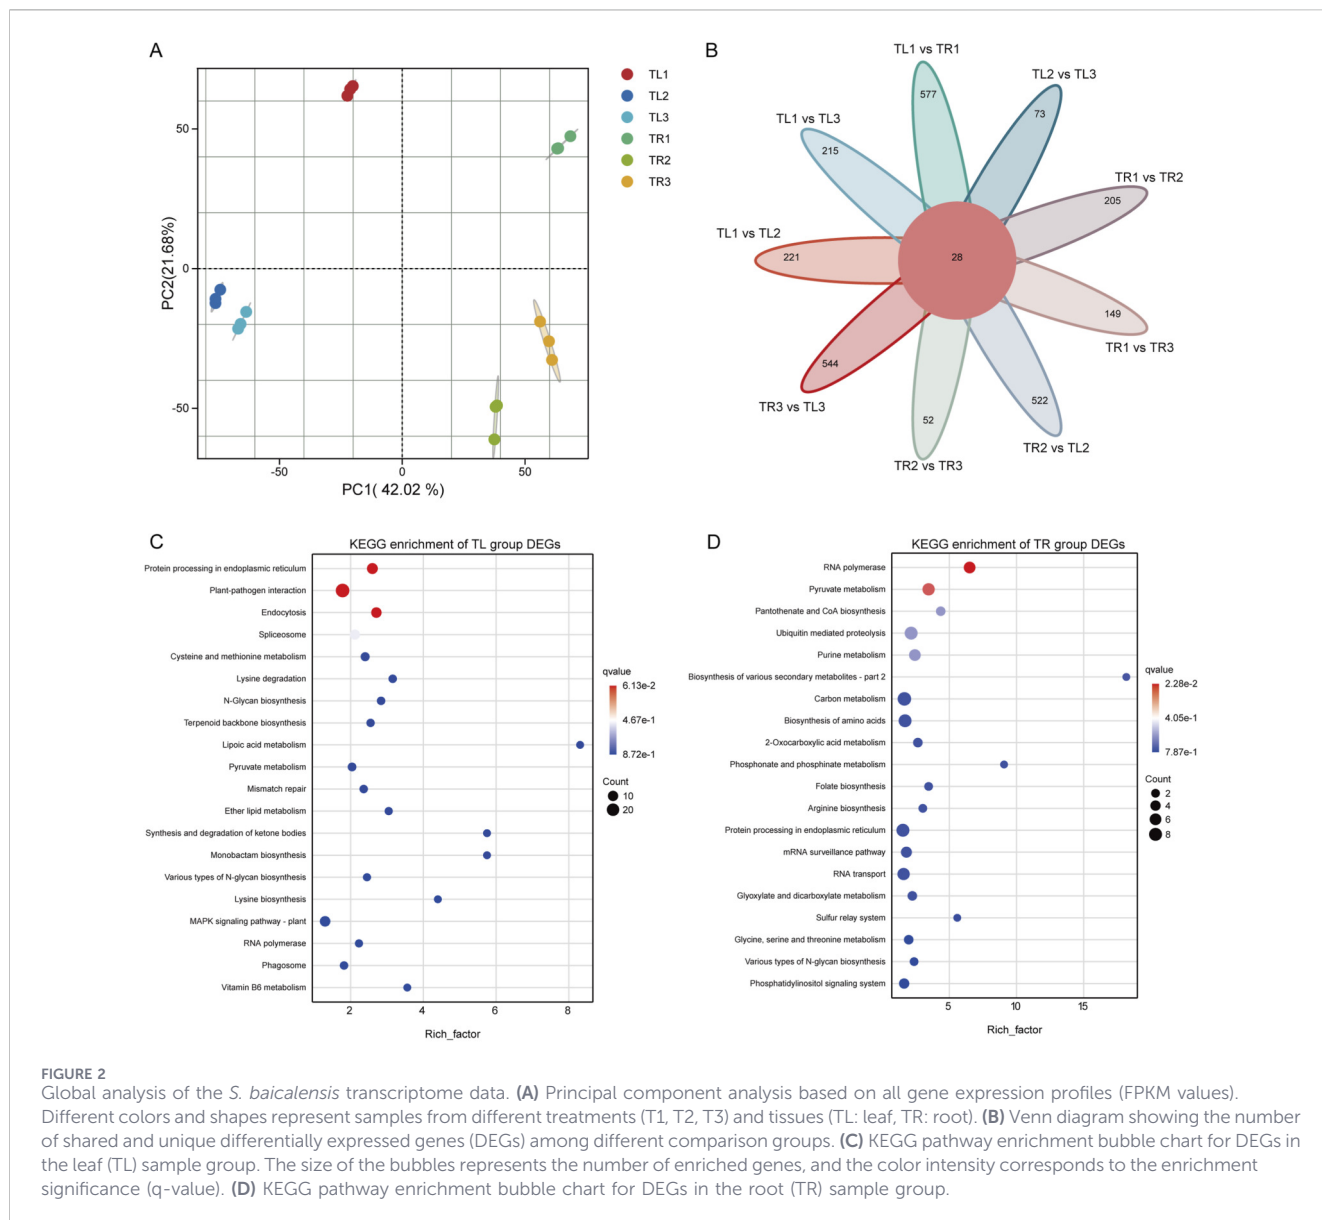 A
50
0
-50
PC2(21.68%)
-50
0
50
PC1( 42.02 %)
TL1
TL2
TL3
TR1
TR2
TR3
B
TL1 vs TR1
577
TL2 vs TL3
73
TL1 vs TL3
215
TR1 vs TR2
205
TL1 vs TL2
221
28
149
TR1 vs TR3
544
TR3 vs TL3
522
TR2 vs TL2
52
TR2 vs TR3
C
KEGG enrichment of TL group DEGs
Protein processing in endoplasmic reticulum
Plant-pathogen interaction
Endocytosis
Spliceosome
Cysteine and methionine metabolism
Lysine degradation
N-Glycan biosynthesis
Terpenoid backbone biosynthesis
Lipoic acid metabolism
Pyruvate metabolism
Mismatch repair
Ether lipid metabolism
Synthesis and degradation of ketone bodies
Monobactam biosynthesis
Various types of N-glycan biosynthesis
Lysine biosynthesis
MAPK signaling pathway - plant
RNA polymerase
Phagosome
Vitamin B6 metabolism
2
4
6
8
Rich_factor
qvalue
6.13e-2
4.67e-1
8.72e-1
Count
10
20
D
KEGG enrichment of TR group DEGs
RNA polymerase
Pyruvate metabolism
Pantothenate and CoA biosynthesis
Ubiquitin mediated proteolysis
Purine metabolism
Biosynthesis of various secondary metabolites - part 2
Carbon metabolism
Biosynthesis of amino acids
2-Oxocarboxylic acid metabolism
Phosphonate and phosphinate metabolism
Folate biosynthesis
Arginine biosynthesis
Protein processing in endoplasmic reticulum
mRNA surveillance pathway
RNA transport
Glyoxylate and dicarboxylate metabolism
Sulfur relay system
Glycine, serine and threonine metabolism
Various types of N-glycan biosynthesis
Phosphatidylinositol signaling system
5
10
15
Rich_factor
qvalue
2.28e-2
4.05e-1
7.87e-1
Count
2
4
6
8
FIGURE 2
Global analysis of the S. baicalensis transcriptome data. (A) Principal component analysis based on all gene expression profiles (FPKM values).
Different colors and shapes represent samples from different treatments (T1, T2, T3) and tissues (TL: leaf, TR: root). (B) Venn diagram showing the number
of shared and unique differentially expressed genes (DEGs) among different comparison groups. (C) KEGG pathway enrichment bubble chart for DEGs in
the leaf (TL) sample group. The size of the bubbles represents the number of enriched genes, and the color intensity corresponds to the enrichment
significance (q-value). (D) KEGG pathway enrichment bubble chart for DEGs in the root (TR) sample group.